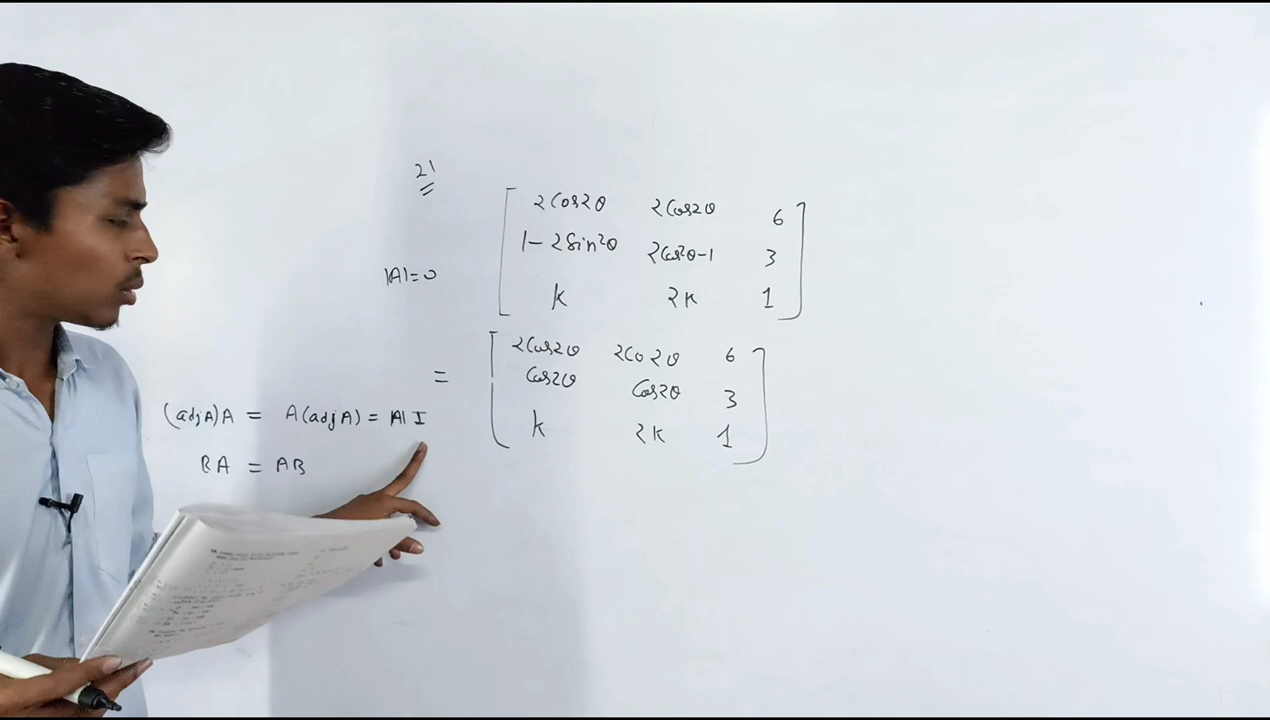 21
2Cos2θ 2Cos2θ 6
1-2Sin²θ 2Cos²θ-1 3
|A|=0
k 2k 1
2Cos2θ 2Co2θ 6
= Cos2θ Cos2θ 3
(adjA)A = A(adjA) = |A| I
k 2k 1
BA = AB